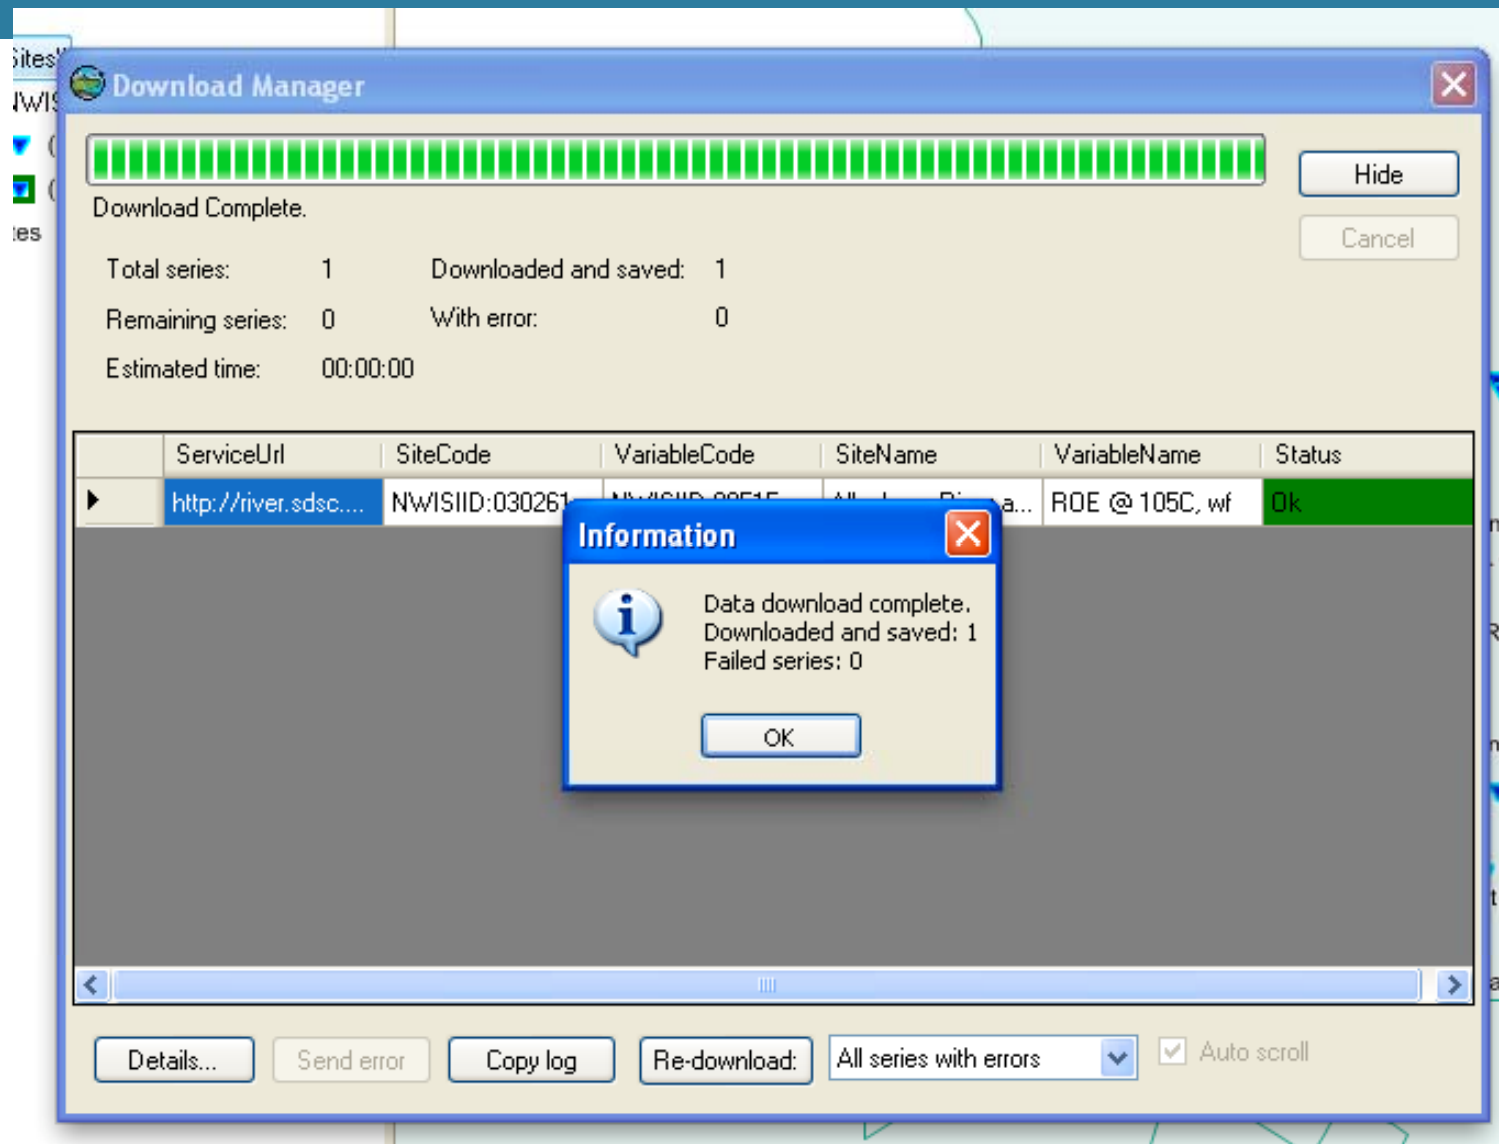 Sites
Download Manager
Hide
Download Complete.
Cancel
Total series: 1 Downloaded and saved: 1
Remaining series: 0 With error: 0
Estimated time: 00:00:00
ServiceUrl SiteCode VariableCode SiteName VariableName Status
http://river.sdsc.... NWISIID:030261 ROE @ 105C, wf Ok
Information
Data download complete.
Downloaded and saved: 1
Failed series: 0
OK
Details... Send error Copy log Re-download: All series with errors Auto scroll